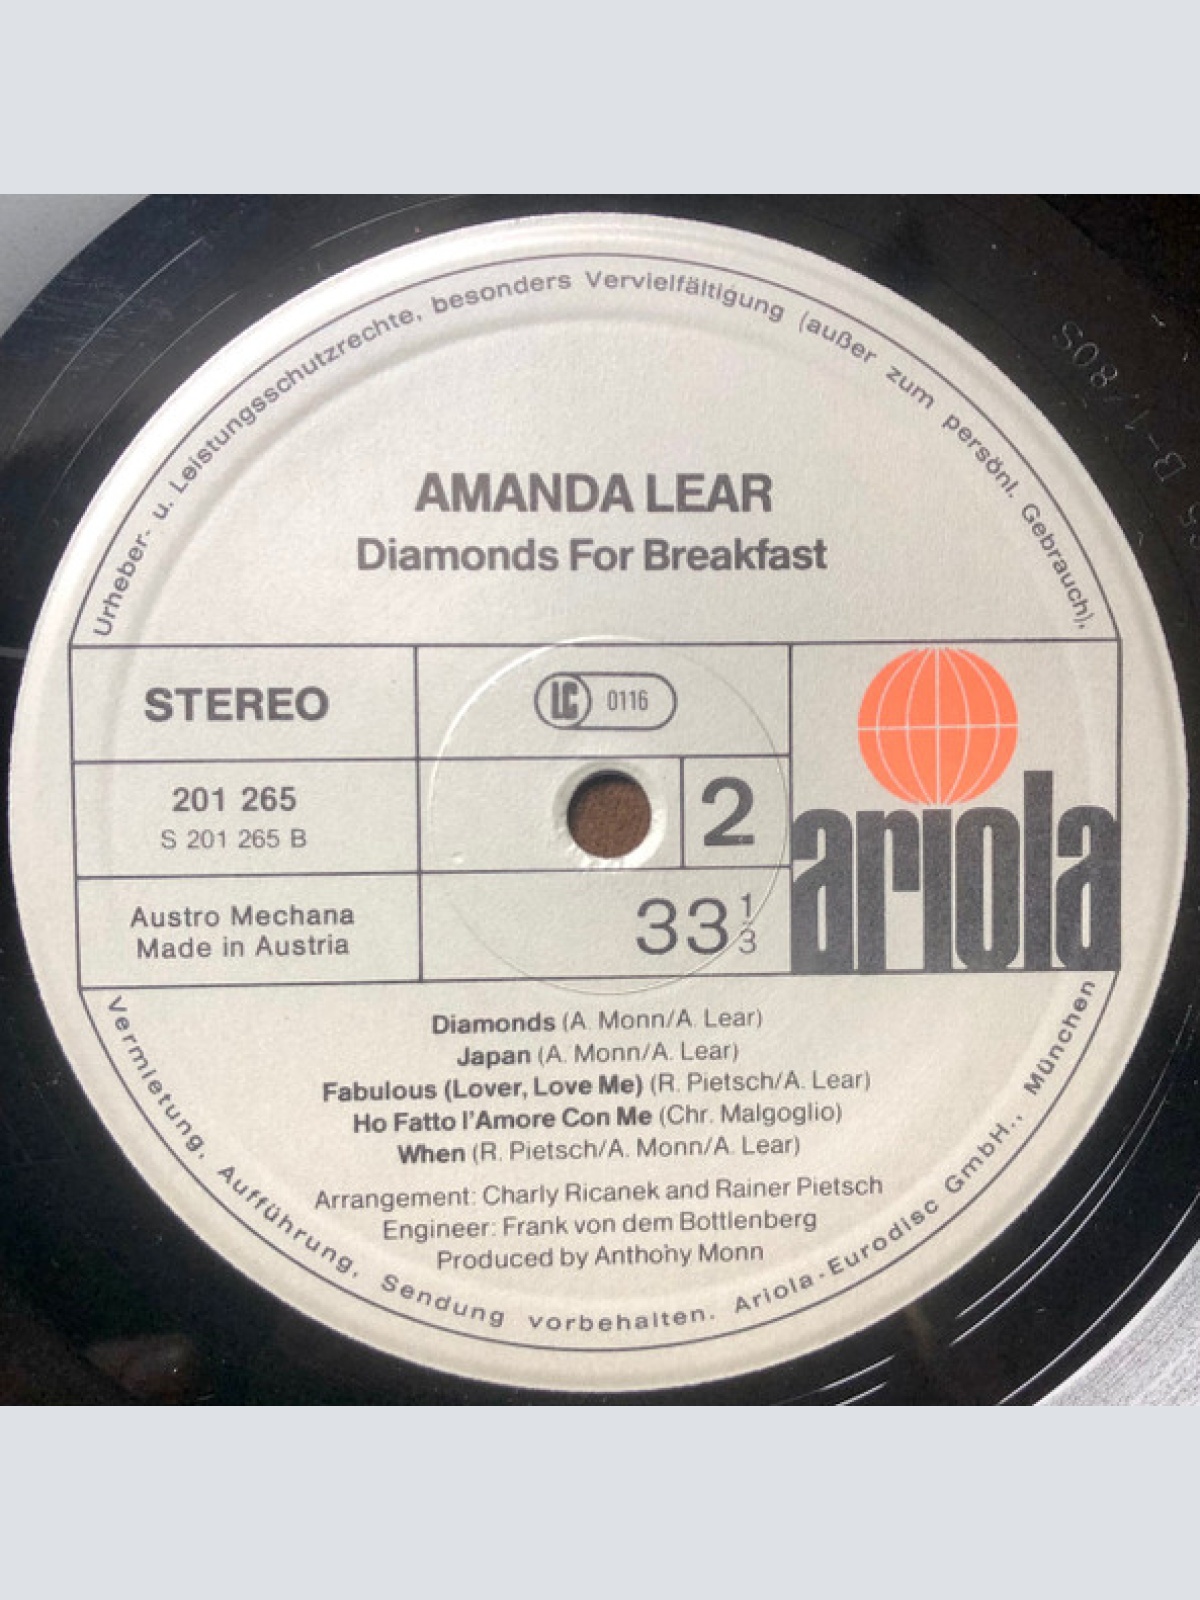 Urheber- u. Leistungsschutzrechte, besonders Vervielfältigung (außer zum persönl. Gebrauch),
AMANDA LEAR
Diamonds For Breakfast
STEREO
LC 0116
201 265
S 201 265 B
2
Austro Mechana
Made in Austria
33 1/3
ariola
Diamonds (A. Monn/A. Lear)
Japan (A. Monn/A. Lear)
Fabulous (Lover, Love Me) (R. Pietsch/A. Lear)
Ho Fatto l'Amore Con Me (Chr. Malgoglio)
When (R. Pietsch/A. Monn/A. Lear)
Arrangement: Charly Ricanek and Rainer Pietsch
Engineer: Frank von dem Bottlenberg
Produced by Anthony Monn
Vermietung, Aufführung, Sendung vorbehalten. Ariola-Eurodisc GmbH., München